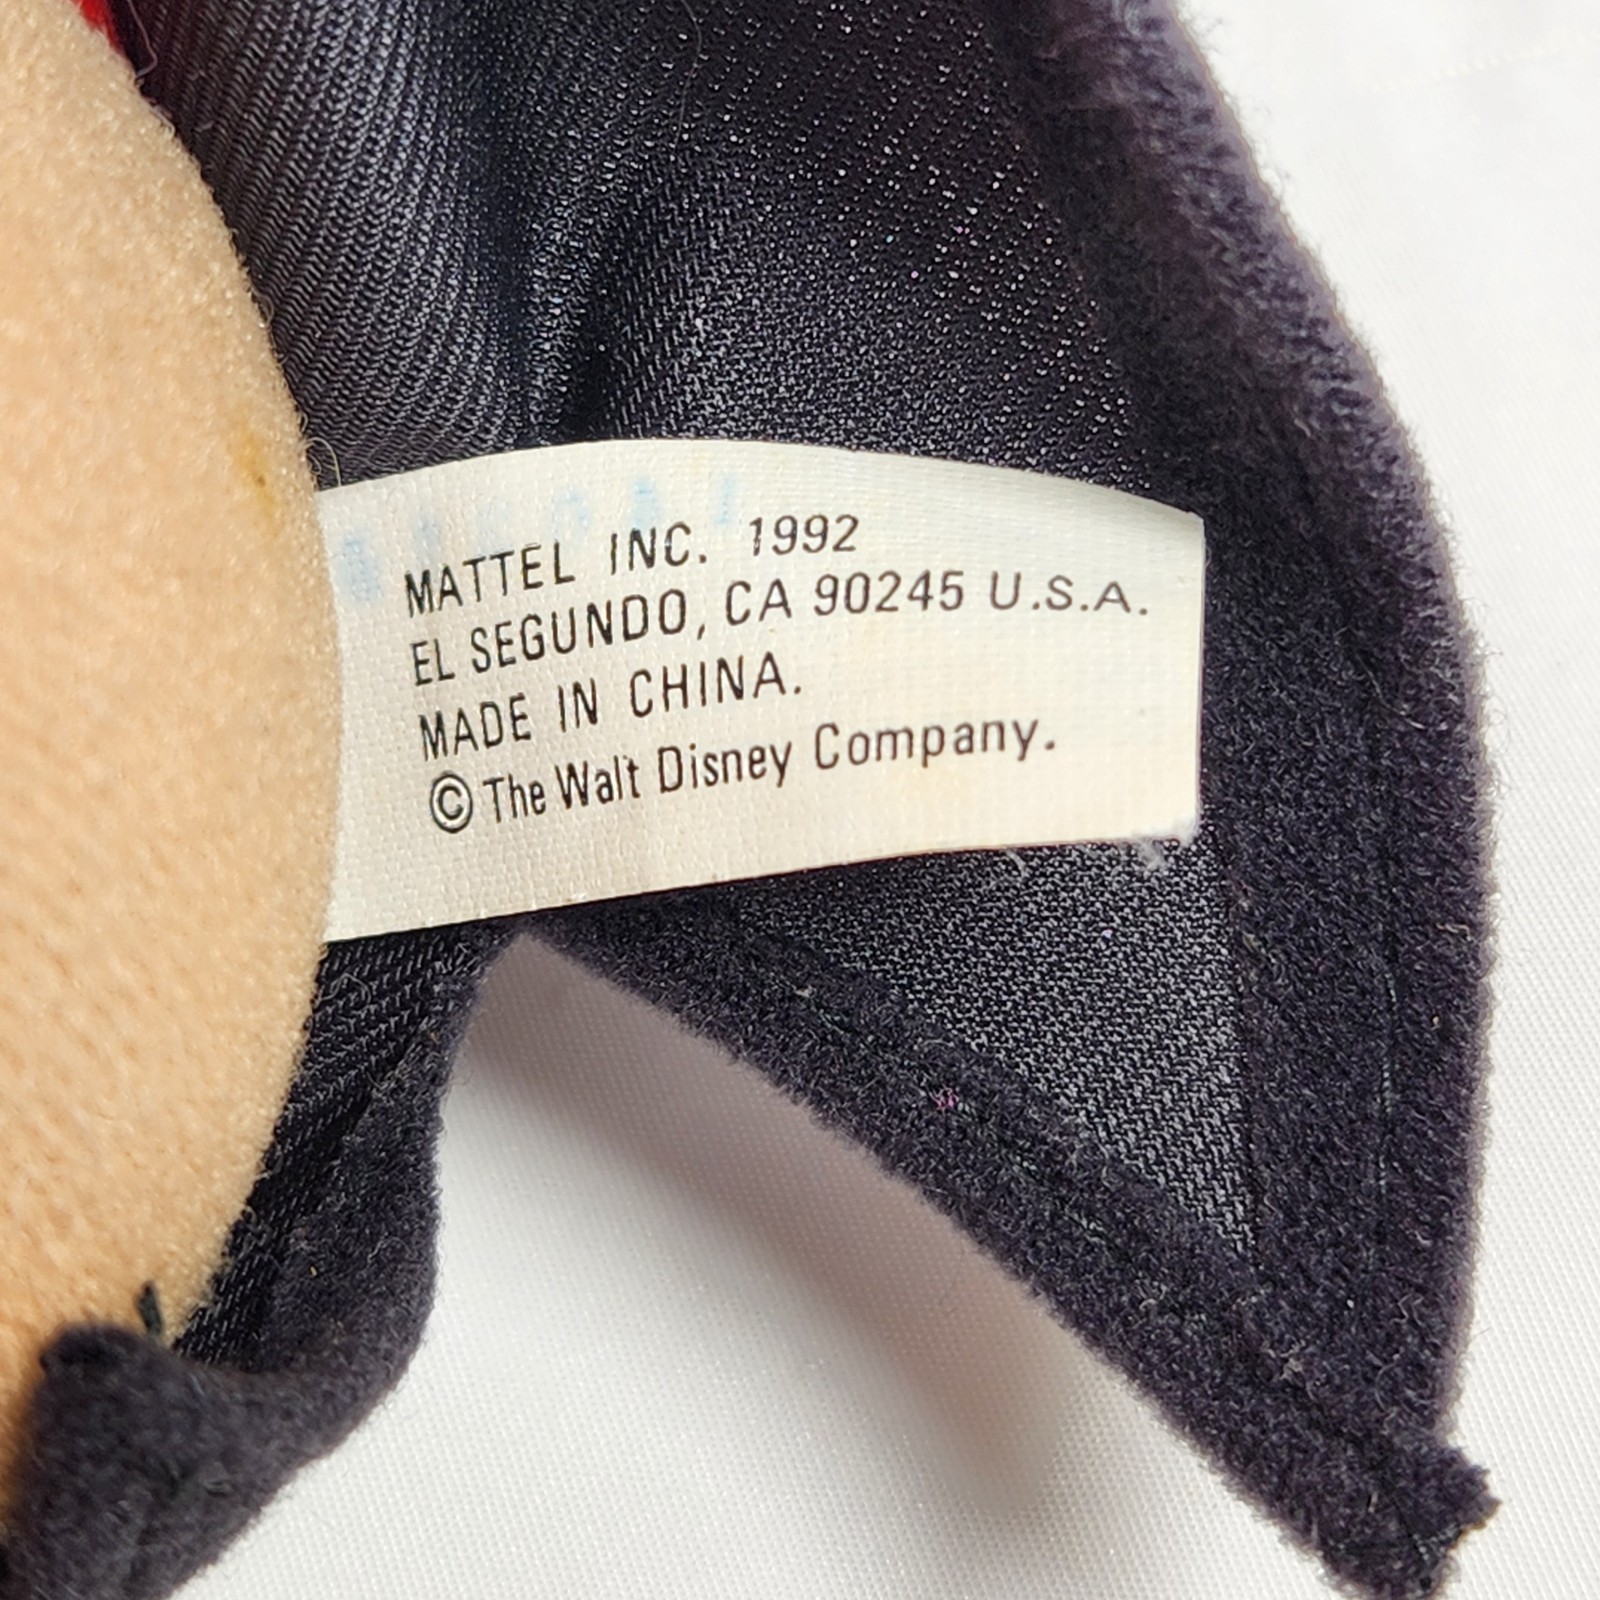 MATTEL INC. 1992
EL SEGUNDO, CA 90245 U.S.A.
MADE IN CHINA.
© The Walt Disney Company.